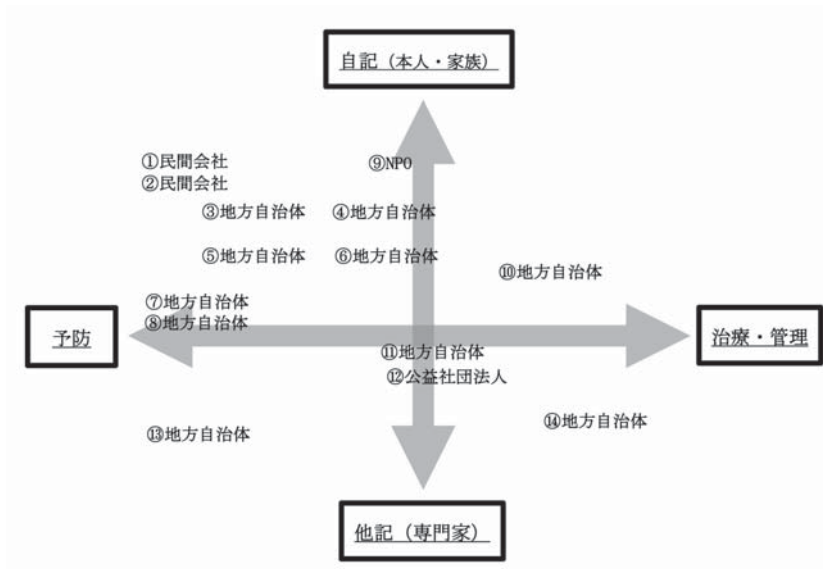 自記（本人・家族）
①民間会社
⑨NPO
②民間会社
③地方自治体
④地方自治体
⑤地方自治体
⑥地方自治体
⑩地方自治体
⑦地方自治体
⑧地方自治体
予防
治療・管理
⑪地方自治体
⑫公益社団法人
⑬地方自治体
⑭地方自治体
他記（専門家）